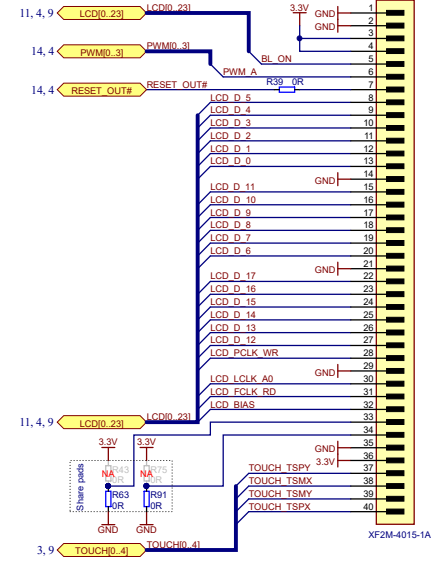 11, 4, 9 LCD[0..23] LCD[0..23] 3.3V GND 1
GND 2
3
4
BL_ON 5
14, 4 PWM[0..3] PWM[0..3] PWM_A 6
14, 4 RESET_OUT# RESET_OUT# R39 0R 7
LCD_D_5 8
LCD_D_4 9
LCD_D_3 10
LCD_D_2 11
LCD_D_1 12
LCD_D_0 13
GND 14
LCD_D_11 15
LCD_D_10 16
LCD_D_9 17
LCD_D_8 18
LCD_D_7 19
LCD_D_6 20
GND 21
LCD_D_17 22
LCD_D_16 23
LCD_D_15 24
LCD_D_14 25
LCD_D_13 26
LCD_D_12 27
LCD_PCLK_WR 28
GND 29
LCD_LCLK_A0 30
LCD_FCLK_RD 31
LCD_BIAS 32
11, 4, 9 LCD[0..23] LCD[0..23] 33
34
3.3V 3.3V GND 35
3.3V 36
Share pads
NA R43 NA R75
0R 0R
R63 R91
0R 0R
GND GND
TOUCH_TSPY 37
TOUCH_TSMX 38
TOUCH_TSMY 39
TOUCH_TSPX 40
XF2M-4015-1A
3, 9 TOUCH[0..4] TOUCH[0..4]